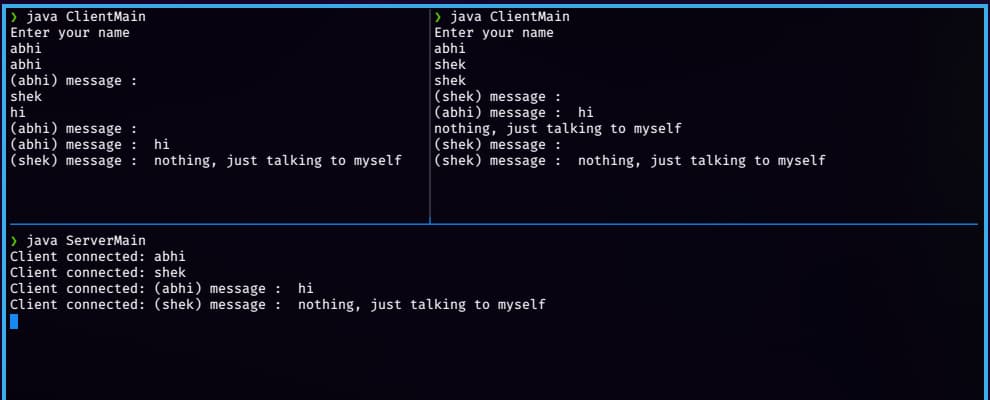 ❯ java ClientMain
Enter your name
abhi
abhi
(abhi) message :
shek
hi
(abhi) message :
(abhi) message :  hi
(shek) message :  nothing, just talking to myself
❯ java ClientMain
Enter your name
abhi
shek
shek
(shek) message :
(abhi) message :  hi
nothing, just talking to myself
(shek) message :
(shek) message :  nothing, just talking to myself
❯ java ServerMain
Client connected: abhi
Client connected: shek
Client connected: (abhi) message :  hi
Client connected: (shek) message :  nothing, just talking to myself